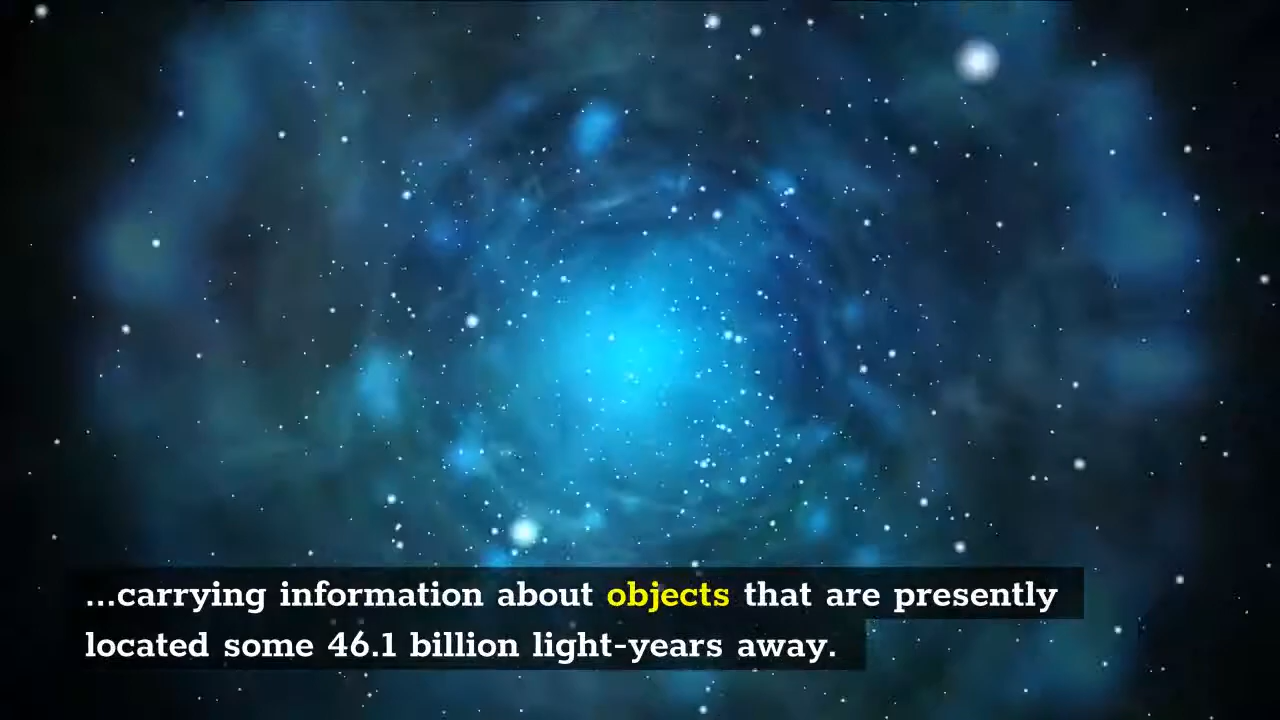 ...carrying information about objects that are presently
located some 46.1 billion light-years away.